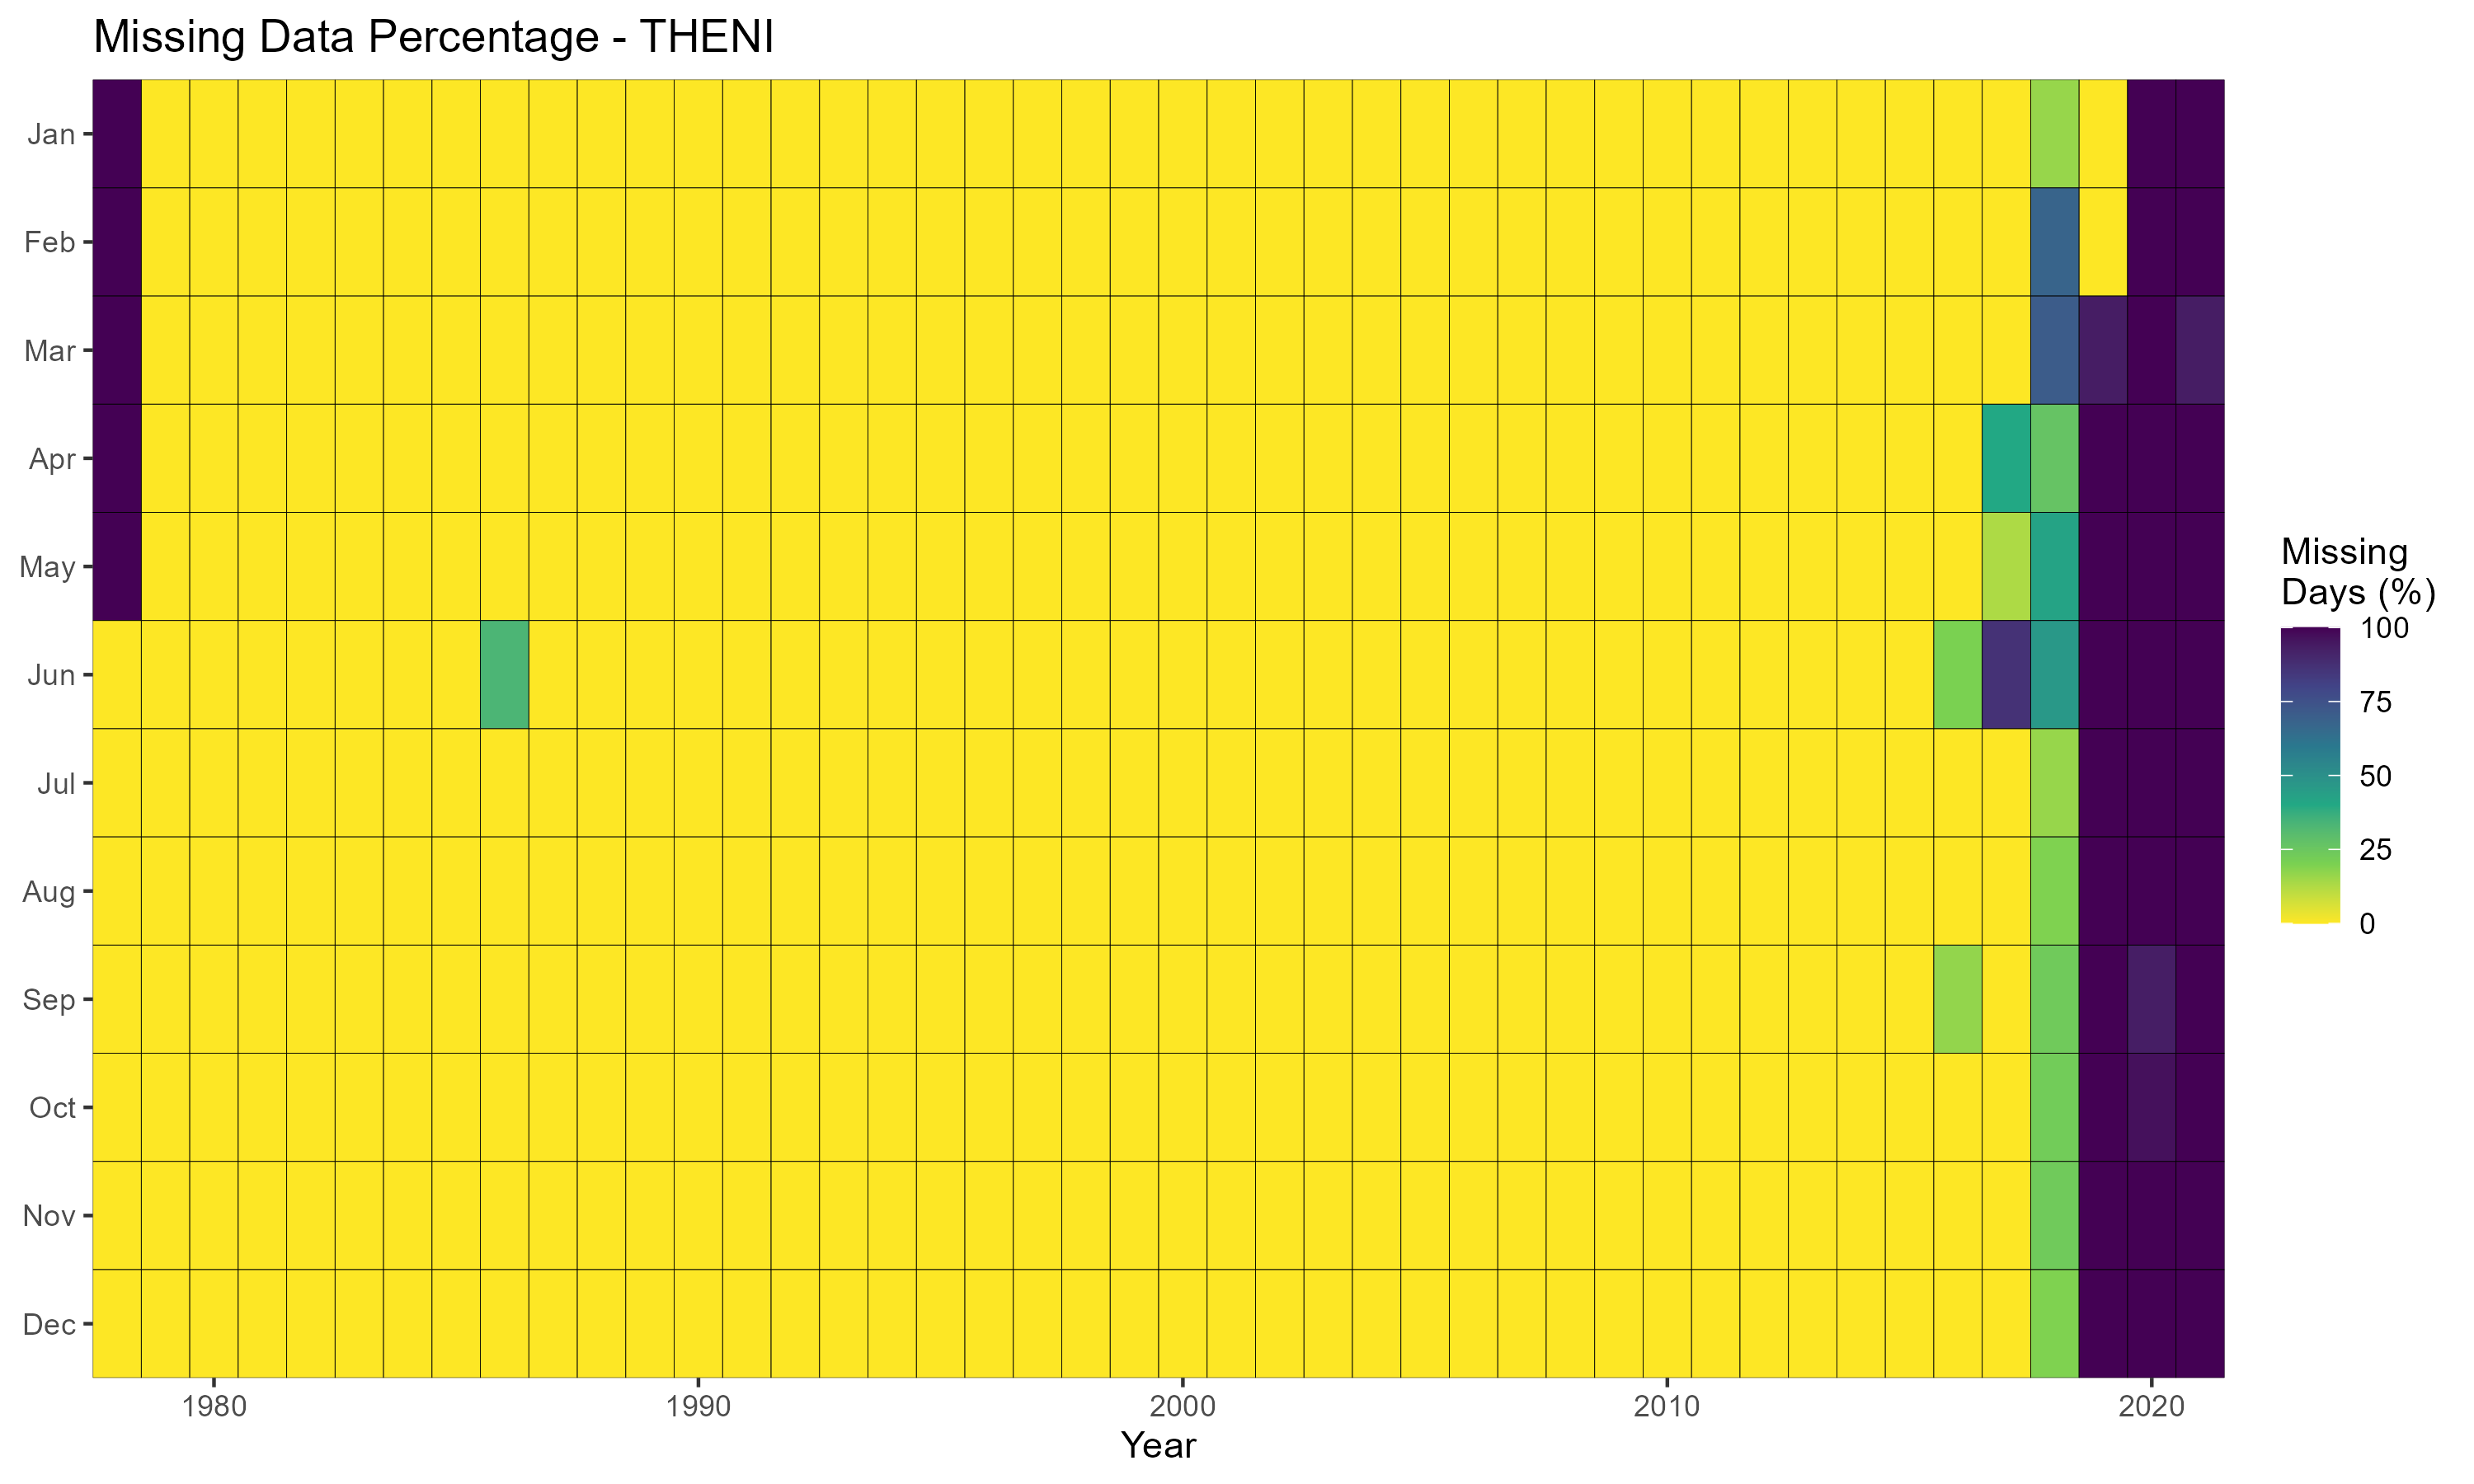 Missing Data Percentage - THENI
Jan
Feb
Mar
Apr
May
Jun
Jul
Aug
Sep
Oct
Nov
Dec
1980 1990 2000 2010 2020
Year
Missing
Days (%)
100
75
50
25
0